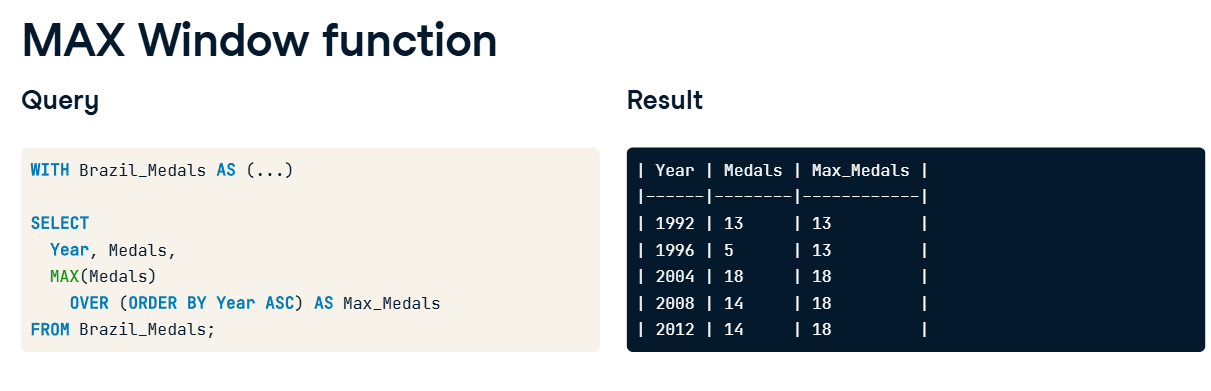 MAX Window function
Query
WITH Brazil_Medals AS (...)
SELECT
Year, Medals,
MAX(Medals)
OVER (ORDER BY Year ASC) AS Max_Medals
FROM Brazil_Medals;
Result
| Year | Medals | Max_Medals |
|------|--------|------------|
| 1992 | 13     | 13         |
| 1996 | 5      | 13         |
| 2004 | 18     | 18         |
| 2008 | 14     | 18         |
| 2012 | 14     | 18         |